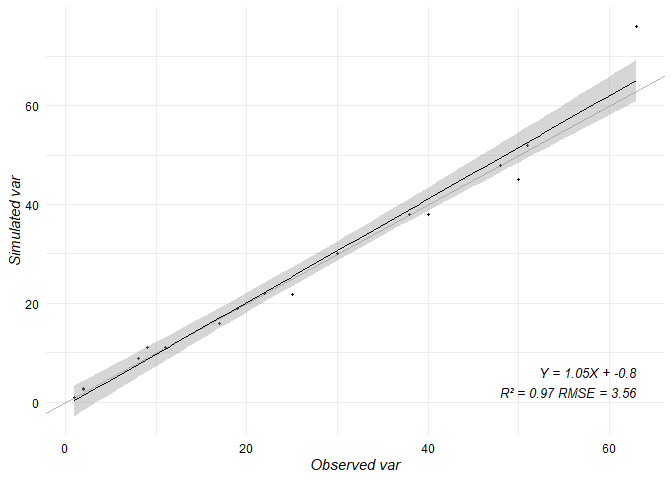 Simulated var
60
40
20
0
Y = 1.05X + -0.8
R² = 0.97 RMSE = 3.56
0 20 40 60
Observed var